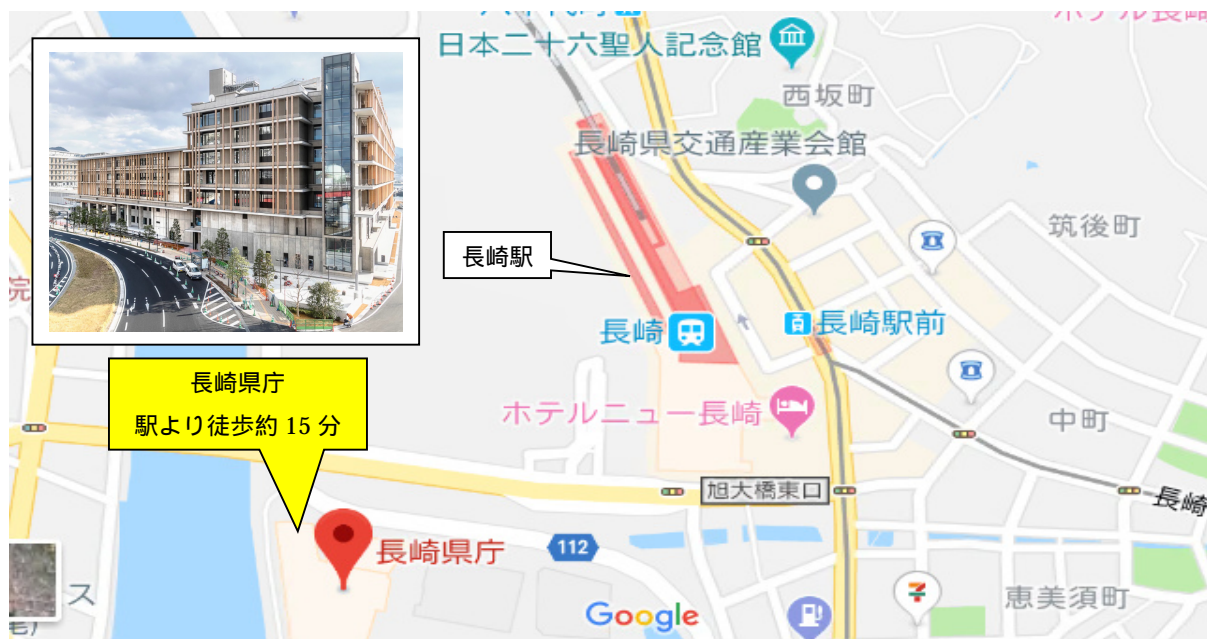 日本二十六聖人記念館
西坂町
長崎県交通産業会館
筑後町
長崎駅
院
長崎
長崎駅前
長崎県庁
駅より徒歩約 15 分
ホテルニュー長崎
中町
旭大橋東口
長崎
長崎県庁
112
ス
恵美須町
Google